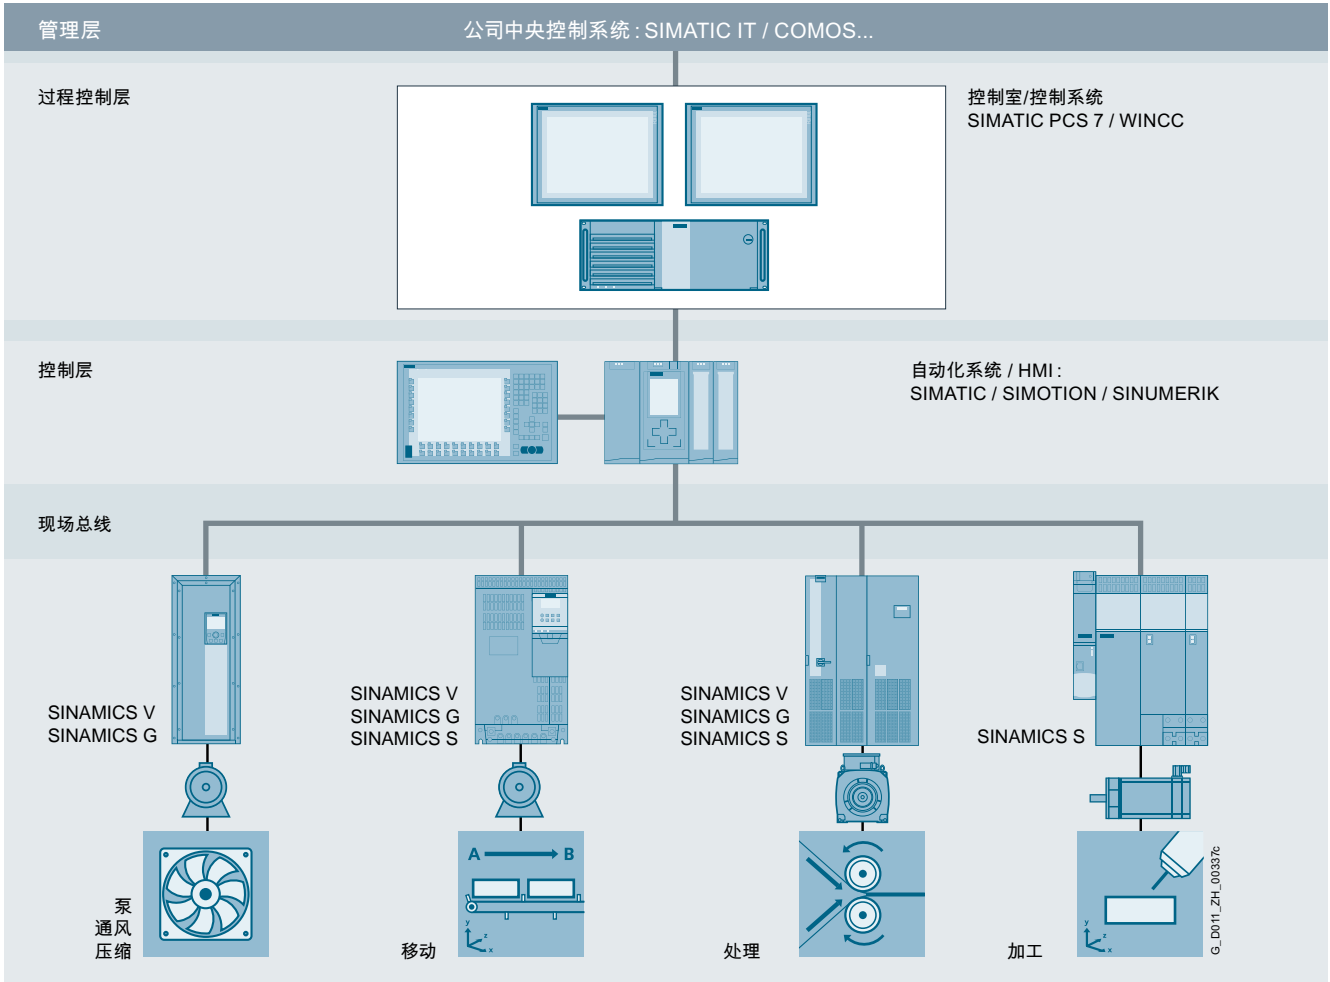 管理层
公司中央控制系统 : SIMATIC IT / COMOS...
过程控制层
控制室/控制系统
SIMATIC PCS 7 / WINCC
控制层
自动化系统 / HMI :
SIMATIC / SIMOTION / SINUMERIK
现场总线
SINAMICS V
SINAMICS G
SINAMICS V
SINAMICS G
SINAMICS S
SINAMICS V
SINAMICS G
SINAMICS S
SINAMICS S
泵
通风
压缩
A B
y
z
x
移动
处理
y
z
x
加工
G_D011_ZH_00337c